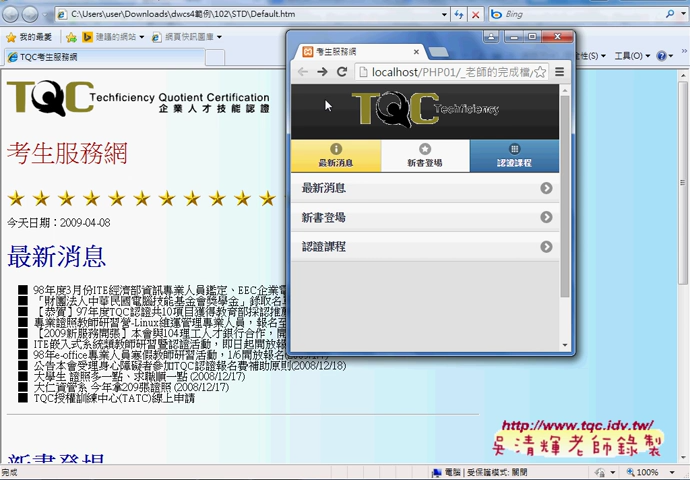 C:\Users\user\Downloads\dwcs4範例\102\STD\Default.htm
Bing
我的最愛
建議的網站
網頁快訊圖庫
TQC考生服務網
性(S)
工具(O)
TQC Techficiency Quotient Certification
企業人才技能認證
考生服務網
今天日期：2009-04-08
最新消息
98年度3月份ITE經濟部資訊專業人員鑑定、EEC企業電
「財團法人中華民國電腦技能基金會獎學金」錄取名
【恭賀】97年度TQC認證共10項目獲得教育部採認推
專業證照教師研習營-Linux維運管理專業人員，報名至
【2009新服務開張】本會與104理工人才銀行合作，開
ITE嵌入式系統類教師研習暨認證活動，即日起開放報
98年e-office專業人員寒假教師研習活動，1/6開放報名
公告本會受理身心障礙者參加TQC認證報名費補助原則(2008/12/18)
大學生 證照多一點、求職順一點 (2008/12/17)
大仁資管系 今年拿209張證照 (2008/12/17)
TQC授權訓練中心(TATC)線上申請
新書登場
考生服務網
localhost/PHP01/_老師的完成檔/
TQC Techficiency
最新消息
新書登場
認證課程
最新消息
新書登場
認證課程
http://www.tqc.idv.tw/
吳清輝老師錄製
完成
電腦 | 受保護模式: 關閉
100%